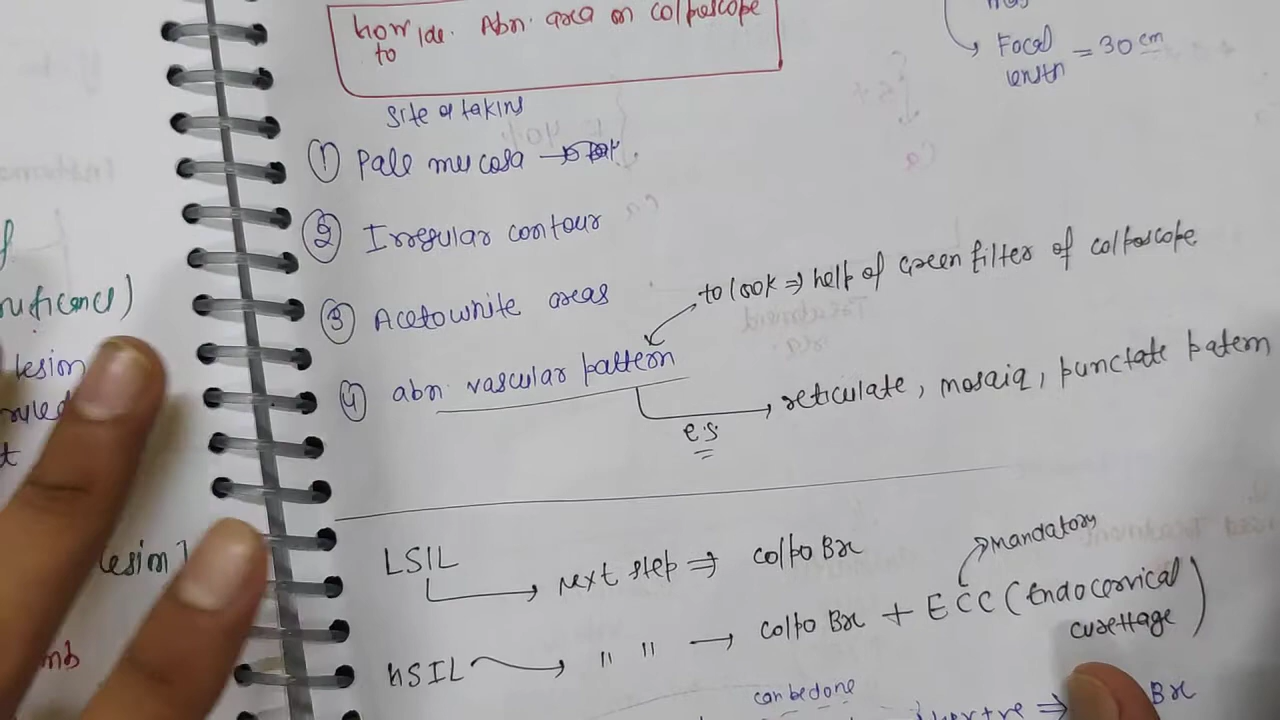 how Ide. Abn. area on colposcope
to
Focal
length = 30 cm
site of taking
① Pale mucosa →
② Irregular contour
③ Acetowhite areas
to look ⇒ help of green filter of colposcope
④ abn. vascular pattern
→ reticulate, mosaiq, punctate patern
e.g.
LSIL
→ next step ⇒ colpo Bx
mandatory
HSIL → " " → colpo Bx + ECC (Endocervical
curettage)
can be done
⇒ Bx
lesion